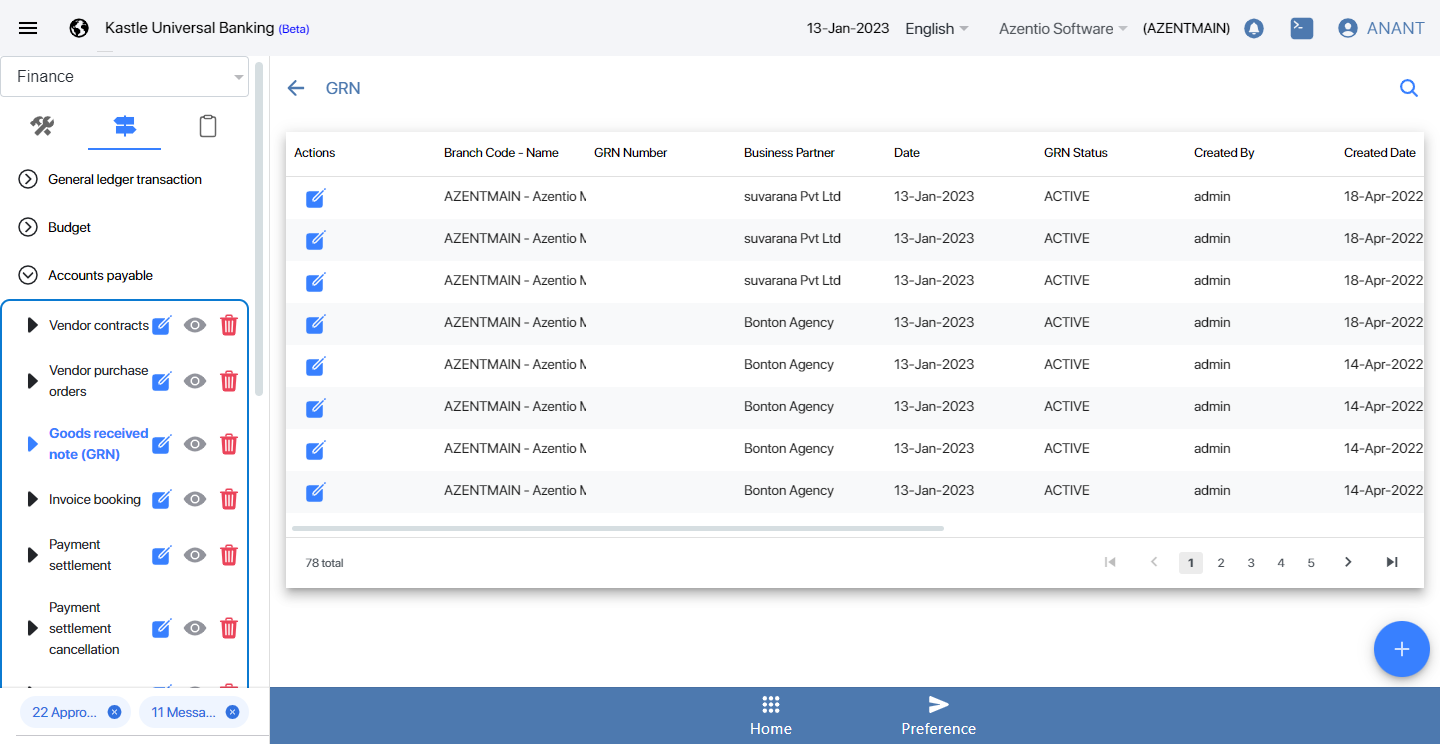 Kastle Universal Banking (Beta)
13-Jan-2023 English Azentio Software (AZENTMAIN) ANANT
Finance
General ledger transaction
Budget
Accounts payable
Vendor contracts
Vendor purchase
orders
Goods received
note (GRN)
Invoice booking
Payment
settlement
Payment
settlement
cancellation
22 Appro... 11 Messa...
GRN
Actions Branch Code - Name GRN Number Business Partner Date GRN Status Created By Created Date
AZENTMAIN - Azentio M suvarana Pvt Ltd 13-Jan-2023 ACTIVE admin 18-Apr-2022
AZENTMAIN - Azentio M suvarana Pvt Ltd 13-Jan-2023 ACTIVE admin 18-Apr-2022
AZENTMAIN - Azentio M suvarana Pvt Ltd 13-Jan-2023 ACTIVE admin 18-Apr-2022
AZENTMAIN - Azentio M Bonton Agency 13-Jan-2023 ACTIVE admin 18-Apr-2022
AZENTMAIN - Azentio M Bonton Agency 13-Jan-2023 ACTIVE admin 14-Apr-2022
AZENTMAIN - Azentio M Bonton Agency 13-Jan-2023 ACTIVE admin 14-Apr-2022
AZENTMAIN - Azentio M Bonton Agency 13-Jan-2023 ACTIVE admin 14-Apr-2022
AZENTMAIN - Azentio M Bonton Agency 13-Jan-2023 ACTIVE admin 14-Apr-2022
78 total 1 2 3 4 5
Home Preference